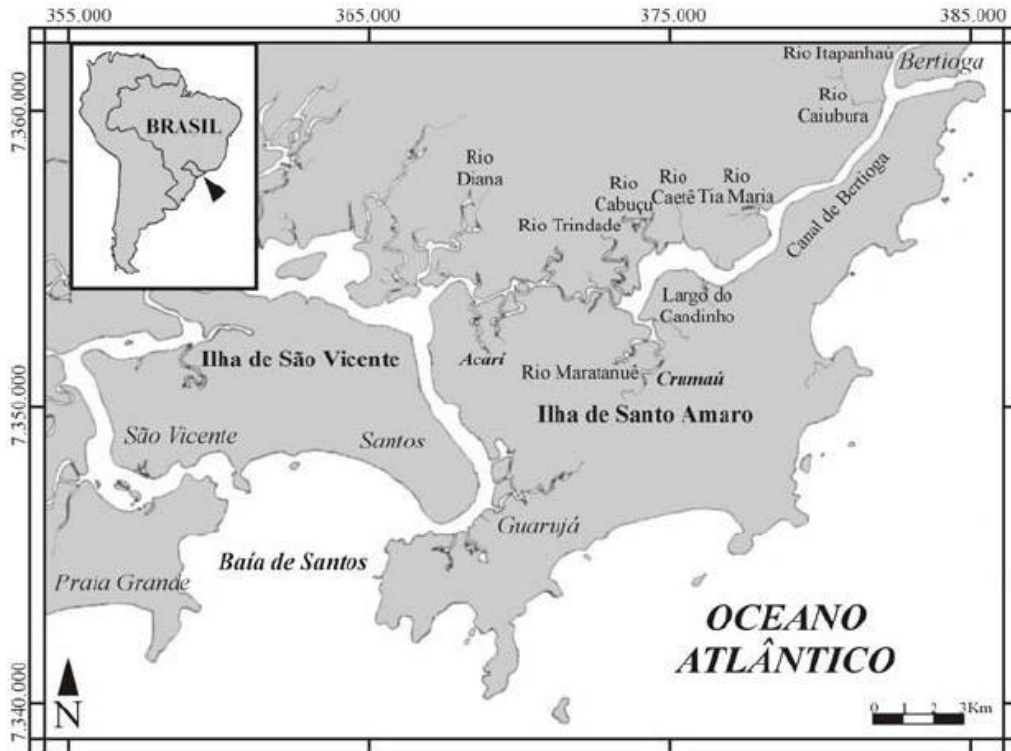 355.000
365.000
375.000
385.000
7.360.000
7.350.000
7.340.000
BRASIL
Rio Itapanhaú
Bertioga
Rio
Caiubura
Rio
Diana
Rio
Cabuçu
Rio
Caetê
Rio
Tia Maria
Canal de Bertioga
Rio Trindade
Largo do
Candinho
Acari
Rio Maratanuê
Crumaú
Ilha de São Vicente
Ilha de Santo Amaro
São Vicente
Santos
Guarujá
Baía de Santos
Praia Grande
OCEANO
ATLÂNTICO
N
0 1 2 3Km